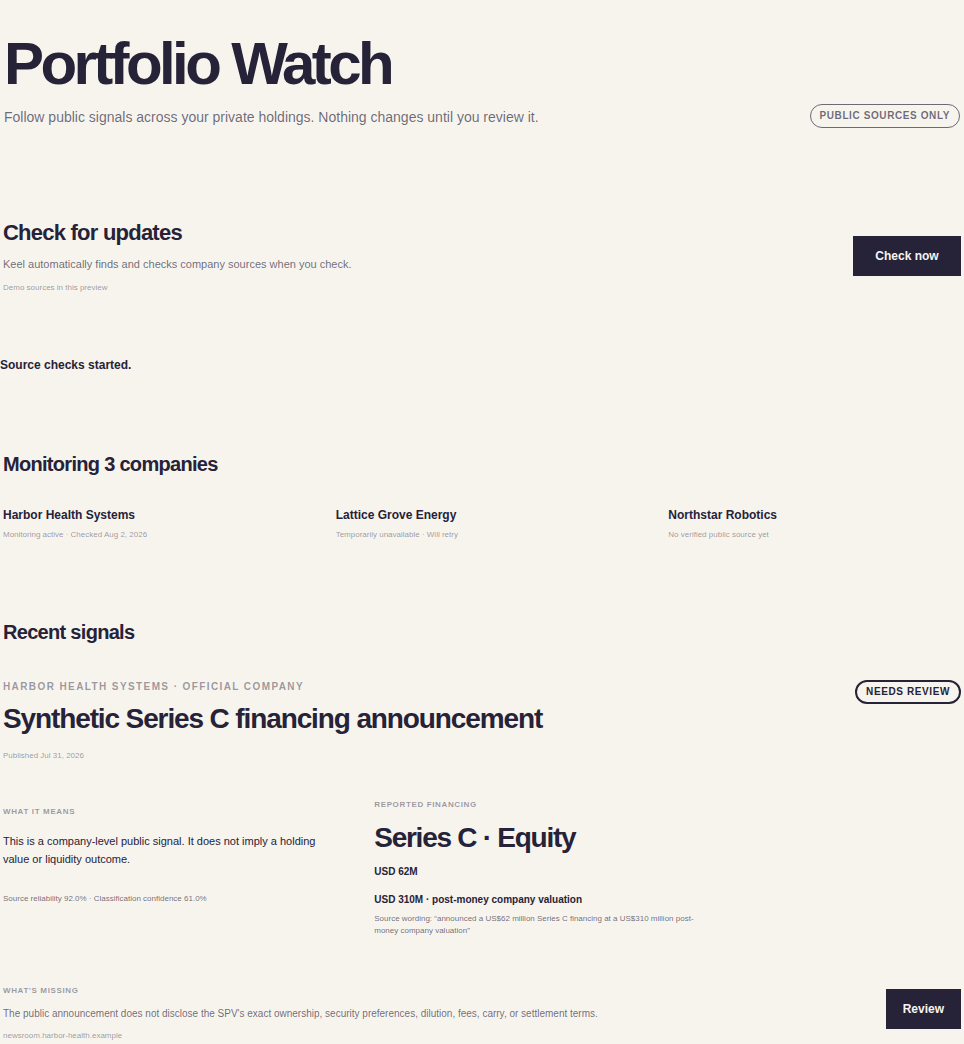 Portfolio Watch
Follow public signals across your private holdings. Nothing changes until you review it.
PUBLIC SOURCES ONLY
Check for updates
Keel automatically finds and checks company sources when you check.
Demo sources in this preview
Check now
Source checks started.
Monitoring 3 companies
Harbor Health Systems
Monitoring active · Checked Aug 2, 2026
Lattice Grove Energy
Temporarily unavailable · Will retry
Northstar Robotics
No verified public source yet
Recent signals
HARBOR HEALTH SYSTEMS · OFFICIAL COMPANY
NEEDS REVIEW
Synthetic Series C financing announcement
Published Jul 31, 2026
WHAT IT MEANS
This is a company-level public signal. It does not imply a holding
value or liquidity outcome.
Source reliability 92.0% · Classification confidence 61.0%
REPORTED FINANCING
Series C · Equity
USD 62M
USD 310M · post-money company valuation
Source wording: “announced a US$62 million Series C financing at a US$310 million post-
money company valuation”
WHAT'S MISSING
The public announcement does not disclose the SPV's exact ownership, security preferences, dilution, fees, carry, or settlement terms.
newsroom.harbor-health.example
Review